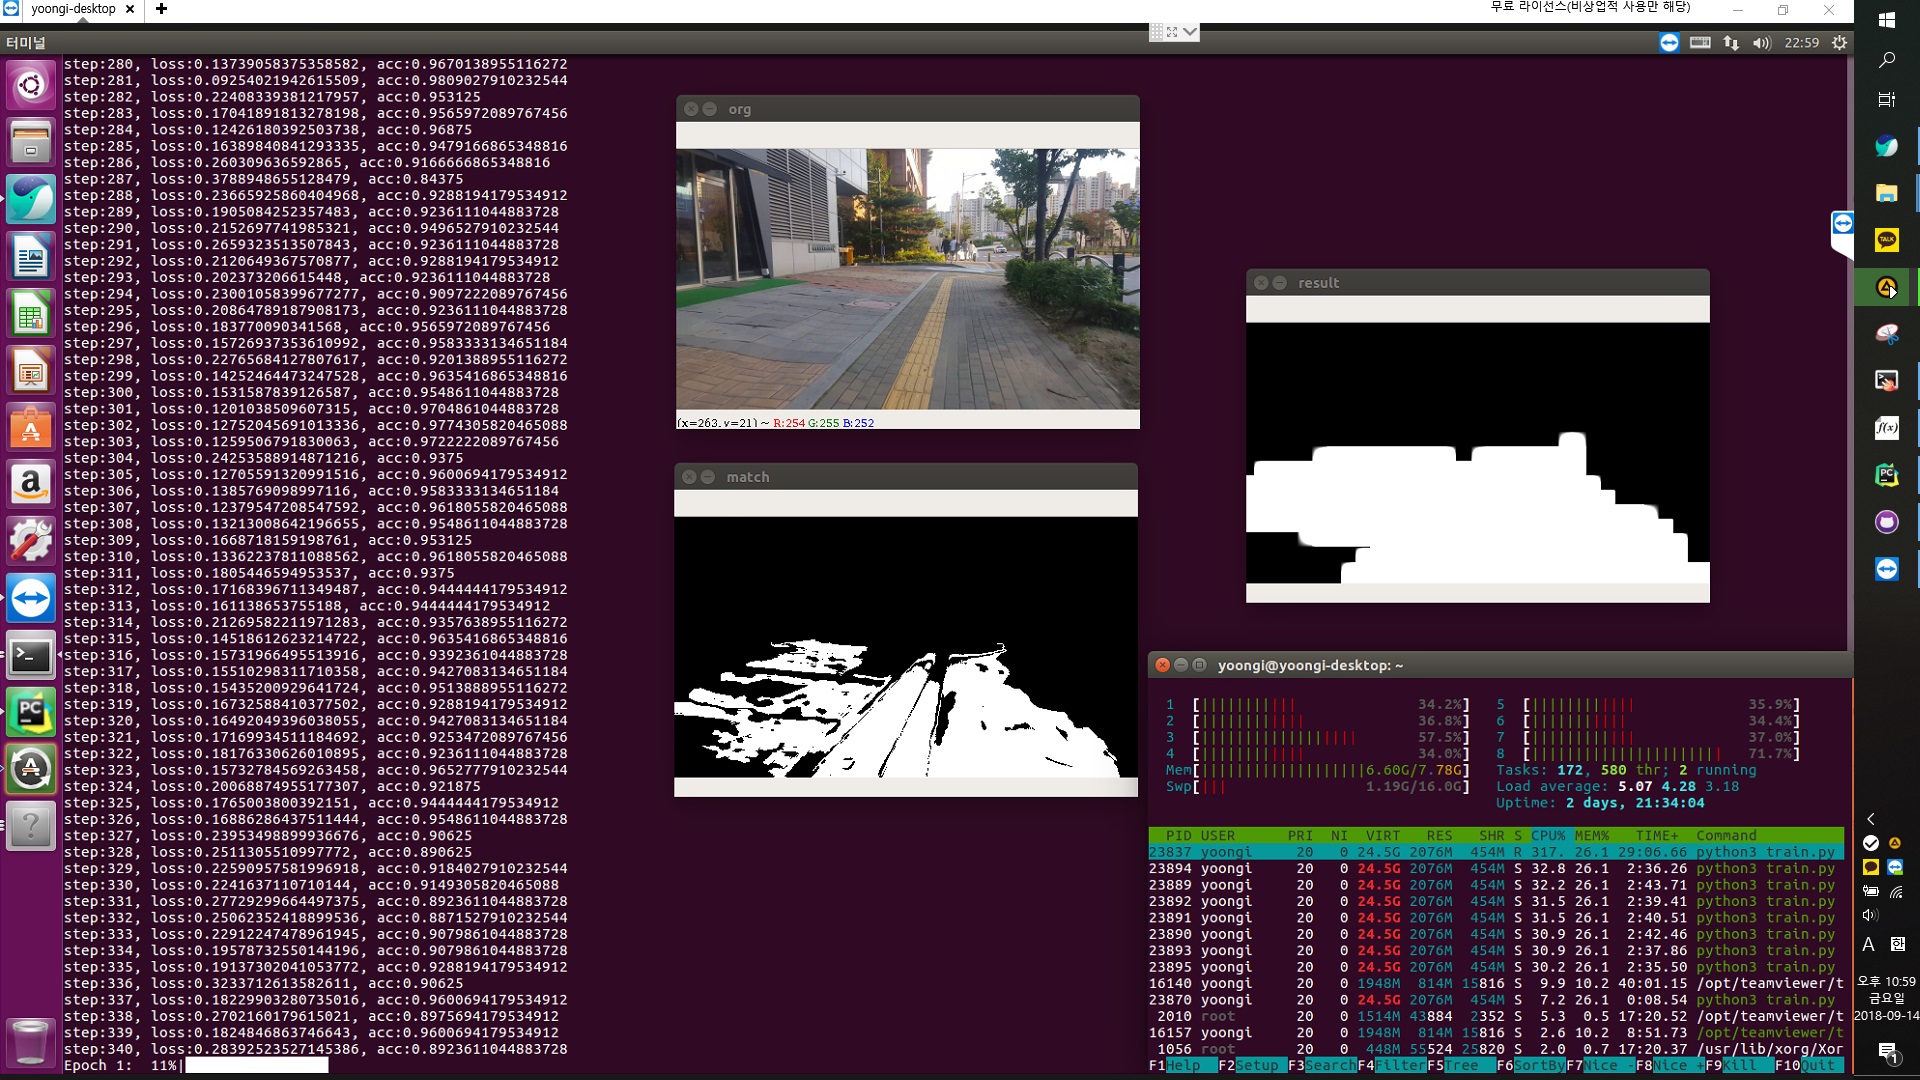 yoongi-desktop
무료 라이선스(비상업적 사용만 해당)
터미널
22:59
step:280, loss:0.13739058375358582, acc:0.9670138955116272
step:281, loss:0.09254021942615509, acc:0.9809027910232544
step:282, loss:0.22408339381217957, acc:0.953125
step:283, loss:0.17041891813278198, acc:0.9565972089767456
step:284, loss:0.12426180392503738, acc:0.96875
step:285, loss:0.16389840841293335, acc:0.9479166865348816
step:286, loss:0.2603096365928​65, acc:0.9166666865348816
step:287, loss:0.3788948655128479, acc:0.84375
step:288, loss:0.23665925860404968, acc:0.9288194179534912
step:289, loss:0.1905084252357483, acc:0.9236111044883728
step:290, loss:0.2152697741985321, acc:0.9496527910232544
step:291, loss:0.2659323513507843, acc:0.9236111044883728
step:292, loss:0.2120649367570877, acc:0.9288194179534912
step:293, loss:0.202373206615448, acc:0.9236111044883728
step:294, loss:0.23001058399677277, acc:0.9097222089767456
step:295, loss:0.20864789187908173, acc:0.9236111044883728
step:296, loss:0.183770090341568, acc:0.9565972089767456
step:297, loss:0.15726937353610992, acc:0.9583333134651184
step:298, loss:0.22765684127807617, acc:0.9201388955116272
step:299, loss:0.14252464473247528, acc:0.9635416865348816
step:300, loss:0.1531587839126587, acc:0.9548611044883728
step:301, loss:0.1201038509607315, acc:0.9704861044883728
step:302, loss:0.12752045691013336, acc:0.9774305820465088
step:303, loss:0.1259506791830063, acc:0.9722222089767456
step:304, loss:0.24253588914871216, acc:0.9375
step:305, loss:0.12705591320991516, acc:0.9600694179534912
step:306, loss:0.1385769098997116, acc:0.9583333134651184
step:307, loss:0.12379547208547592, acc:0.9618055820465088
step:308, loss:0.13213008642196655, acc:0.9548611044883728
step:309, loss:0.1668718159198761, acc:0.953125
step:310, loss:0.13362237811088562, acc:0.9618055820465088
step:311, loss:0.1805446594953537, acc:0.9375
step:312, loss:0.17168396711349487, acc:0.9444444179534912
step:313, loss:0.161138653755188, acc:0.9444444179534912
step:314, loss:0.21269582211971283, acc:0.9357638955116272
step:315, loss:0.14518612623214722, acc:0.9635416865348816
step:316, loss:0.15731966495513916, acc:0.9392361044883728
step:317, loss:0.15510298311710358, acc:0.9427083134651184
step:318, loss:0.15435200929641724, acc:0.9513888955116272
step:319, loss:0.16732588410377502, acc:0.9288194179534912
step:320, loss:0.16492049396038055, acc:0.9427083134651184
step:321, loss:0.17169934511184692, acc:0.9253472089767456
step:322, loss:0.18176330626010895, acc:0.9236111044883728
step:323, loss:0.15732784569263458, acc:0.9652777910232544
step:324, loss:0.20068874955177307, acc:0.921875
step:325, loss:0.1765003800392151, acc:0.9444444179534912
step:326, loss:0.16886286437511444, acc:0.9548611044883728
step:327, loss:0.23953498899936676, acc:0.90625
step:328, loss:0.2511305510997772, acc:0.890625
step:329, loss:0.22590957581996918, acc:0.9184027910232544
step:330, loss:0.2241637110710144, acc:0.9149305820465088
step:331, loss:0.27729299664497375, acc:0.8923611044883728
step:332, loss:0.25062352418899536, acc:0.8871527910232544
step:333, loss:0.22912247478961945, acc:0.9079861044883728
step:334, loss:0.19578732550144196, acc:0.9079861044883728
step:335, loss:0.19137302041053772, acc:0.9288194179534912
step:336, loss:0.3233712613582611, acc:0.90625
step:337, loss:0.18229903280735016, acc:0.9600694179534912
step:338, loss:0.2702160179615021, acc:0.8975694179534912
step:339, loss:0.1824846863746643, acc:0.9600694179534912
step:340, loss:0.28392523527145386, acc:0.8923611044883728
Epoch 1: 11%|
org
(x=263, y=21) ~ R:254 G:255 B:252
match
result
yoongi@yoongi-desktop: ~
1 [ 34.2%] 5 [ 35.9%]
2 [ 36.8%] 6 [ 34.4%]
3 [ 57.5%] 7 [ 37.0%]
4 [ 34.0%] 8 [ 71.7%]
Mem[ 6.60G/7.78G] Tasks: 172, 580 thr; 2 running
Swp[ 1.19G/16.0G] Load average: 5.07 4.28 3.18
Uptime: 2 days, 21:34:04
PID USER PRI NI VIRT RES SHR S CPU% MEM% TIME+ Command
23837 yoongi 20 0 24.5G 2076M 454M R 317. 26.1 29:06.66 python3 train.py
23894 yoongi 20 0 24.5G 2076M 454M S 32.8 26.1 2:36.26 python3 train.py
23889 yoongi 20 0 24.5G 2076M 454M S 32.2 26.1 2:43.71 python3 train.py
23892 yoongi 20 0 24.5G 2076M 454M S 31.5 26.1 2:39.41 python3 train.py
23891 yoongi 20 0 24.5G 2076M 454M S 31.5 26.1 2:40.51 python3 train.py
23890 yoongi 20 0 24.5G 2076M 454M S 30.9 26.1 2:42.46 python3 train.py
23893 yoongi 20 0 24.5G 2076M 454M S 30.9 26.1 2:37.86 python3 train.py
23895 yoongi 20 0 24.5G 2076M 454M S 30.2 26.1 2:35.50 python3 train.py
16140 yoongi 20 0 1948M 814M 15816 S 9.9 10.2 40:01.15 /opt/teamviewer/t
23870 yoongi 20 0 24.5G 2076M 454M S 7.2 26.1 0:08.54 python3 train.py
2010 root 20 0 1514M 43884 2352 S 5.3 0.5 17:20.52 /opt/teamviewer/t
16157 yoongi 20 0 1948M 814M 15816 S 2.6 10.2 8:51.73 /opt/teamviewer/t
1056 root 20 0 448M 55524 25820 S 2.0 0.7 17:20.37 /usr/lib/xorg/Xor
F1Help F2Setup F3SearchF4FilterF5Tree F6SortByF7Nice -F8Nice +F9Kill F10Quit
TALK
f(x)
PC
PC
a
A 한
오후 10:59
금요일
2018-09-14
1